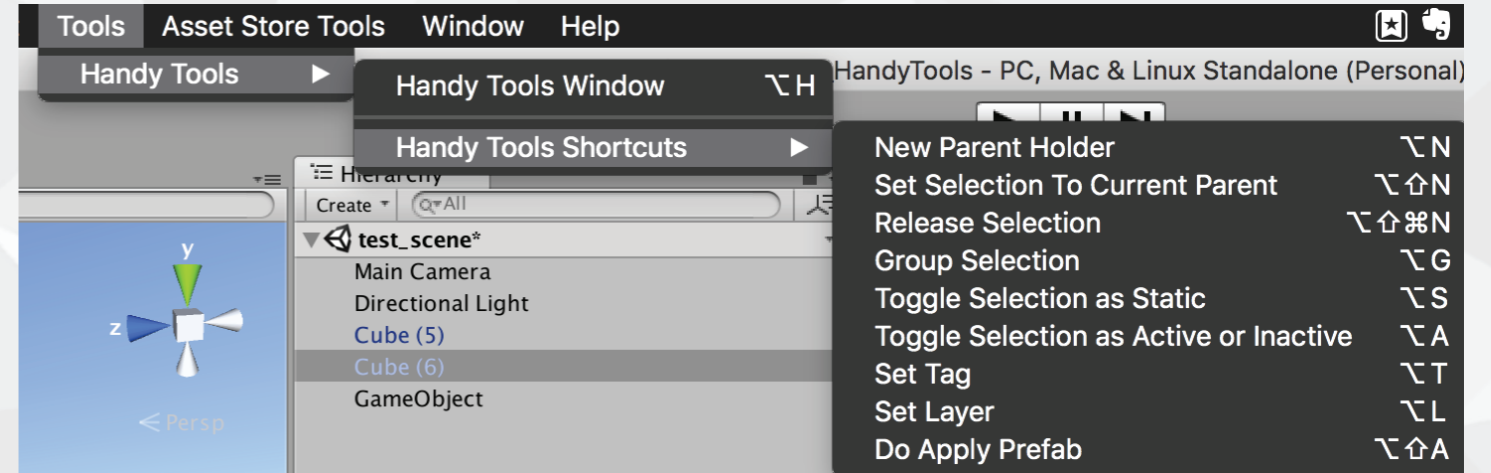 Tools Asset Store Tools Window Help
Handy Tools ▶
Handy Tools Window ⌥H
HandyTools - PC, Mac & Linux Standalone (Personal)
Handy Tools Shortcuts ▶
New Parent Holder ⌥N
Set Selection To Current Parent ⌥⇧N
Release Selection ⌥⇧⌘N
Group Selection ⌥G
Toggle Selection as Static ⌥S
Toggle Selection as Active or Inactive ⌥A
Set Tag ⌥T
Set Layer ⌥L
Do Apply Prefab ⌥⇧A
Hierarchy
Create All
test_scene*
Main Camera
Directional Light
Cube (5)
Cube (6)
GameObject
y
z
Persp